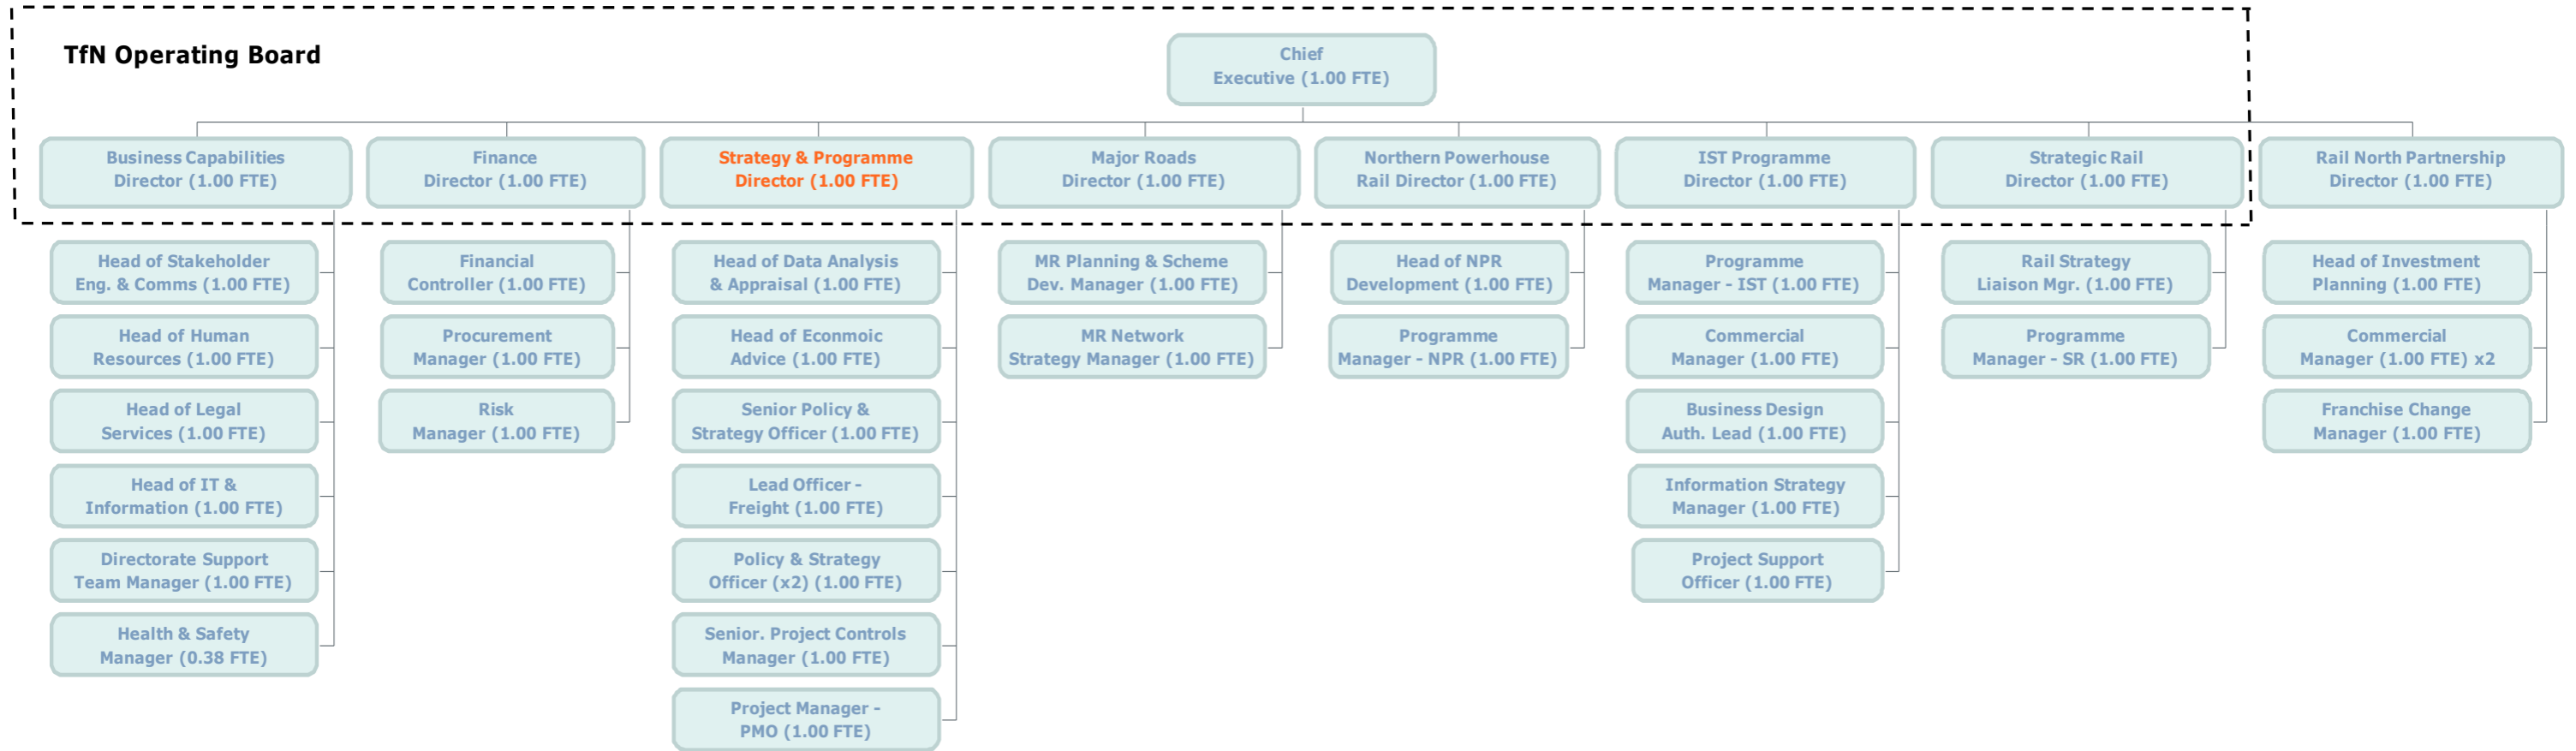 TfN Operating Board
Chief
Executive (1.00 FTE)
Business Capabilities
Director (1.00 FTE)
Finance
Director (1.00 FTE)
Strategy & Programme
Director (1.00 FTE)
Major Roads
Director (1.00 FTE)
Northern Powerhouse
Rail Director (1.00 FTE)
IST Programme
Director (1.00 FTE)
Strategic Rail
Director (1.00 FTE)
Rail North Partnership
Director (1.00 FTE)
Head of Stakeholder
Eng. & Comms (1.00 FTE)
Head of Human
Resources (1.00 FTE)
Head of Legal
Services (1.00 FTE)
Head of IT &
Information (1.00 FTE)
Directorate Support
Team Manager (1.00 FTE)
Health & Safety
Manager (0.38 FTE)
Financial
Controller (1.00 FTE)
Procurement
Manager (1.00 FTE)
Risk
Manager (1.00 FTE)
Head of Data Analysis
& Appraisal (1.00 FTE)
Head of Econmoic
Advice (1.00 FTE)
Senior Policy &
Strategy Officer (1.00 FTE)
Lead Officer -
Freight (1.00 FTE)
Policy & Strategy
Officer (x2) (1.00 FTE)
Senior. Project Controls
Manager (1.00 FTE)
Project Manager -
PMO (1.00 FTE)
MR Planning & Scheme
Dev. Manager (1.00 FTE)
MR Network
Strategy Manager (1.00 FTE)
Head of NPR
Development (1.00 FTE)
Programme
Manager - NPR (1.00 FTE)
Programme
Manager - IST (1.00 FTE)
Commercial
Manager (1.00 FTE)
Business Design
Auth. Lead (1.00 FTE)
Information Strategy
Manager (1.00 FTE)
Project Support
Officer (1.00 FTE)
Rail Strategy
Liaison Mgr. (1.00 FTE)
Programme
Manager - SR (1.00 FTE)
Head of Investment
Planning (1.00 FTE)
Commercial
Manager (1.00 FTE) x2
Franchise Change
Manager (1.00 FTE)